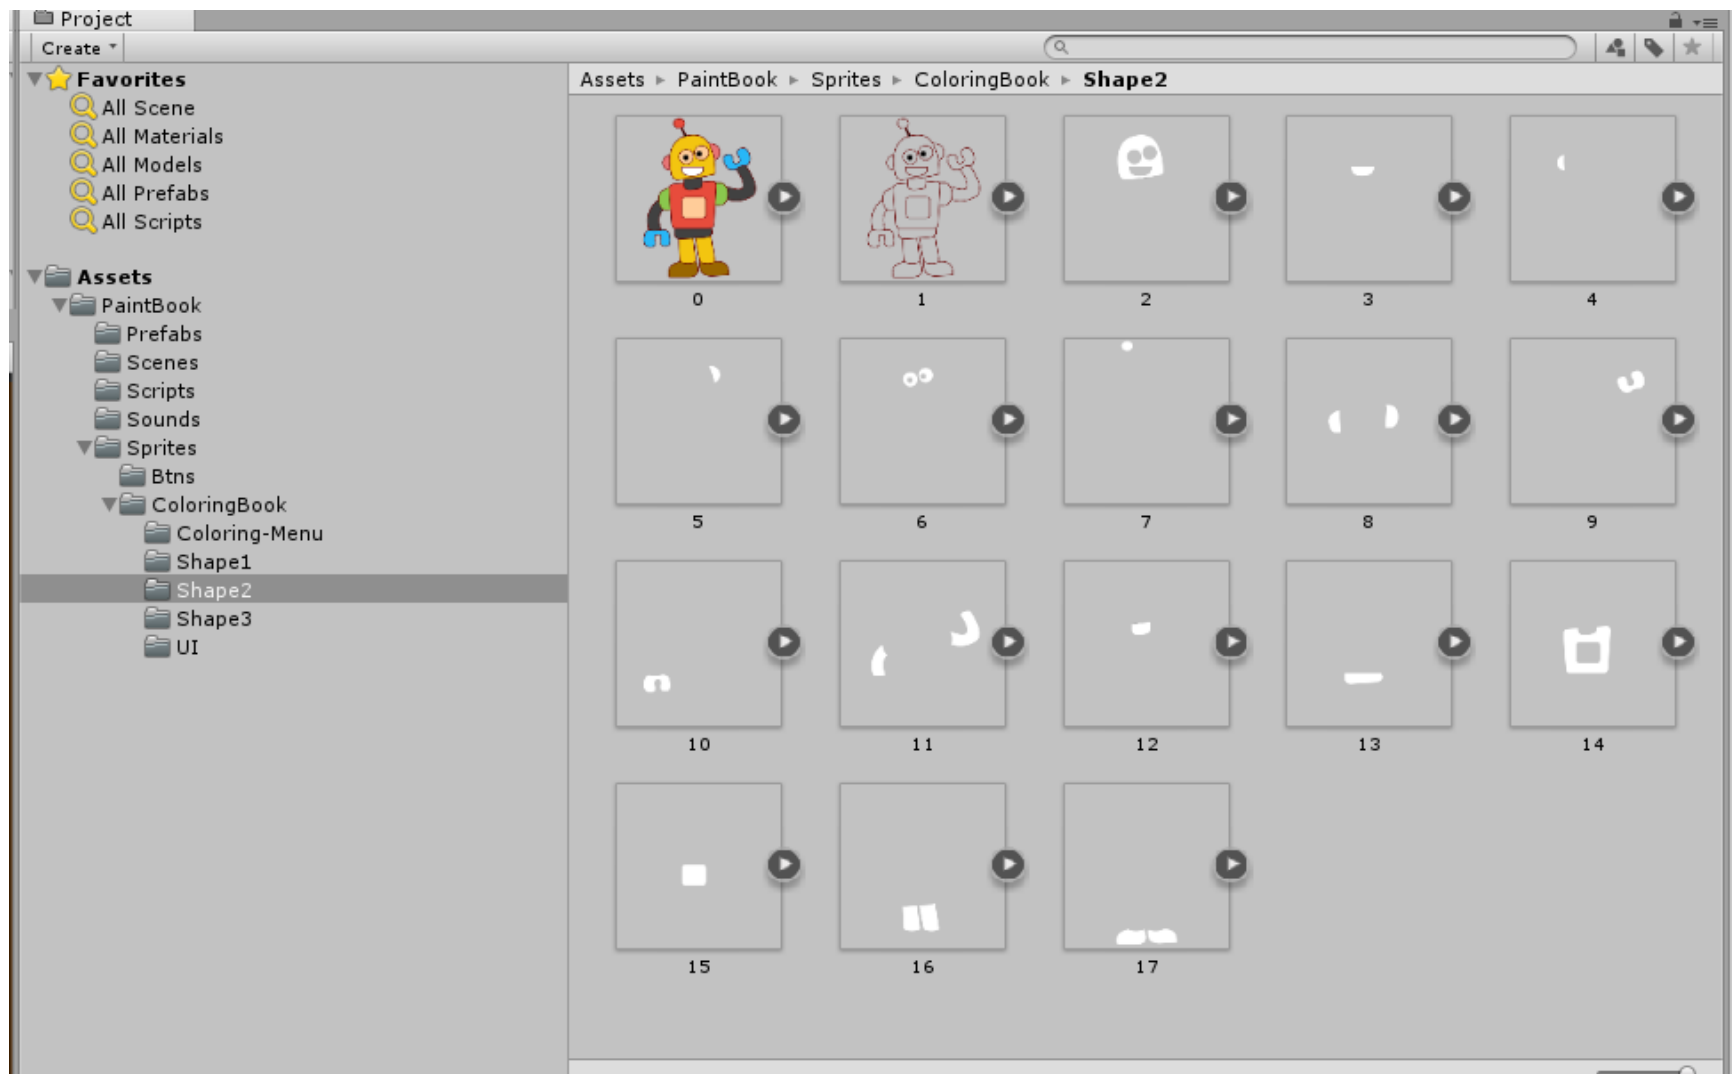 Project
Create
Favorites
All Scene
All Materials
All Models
All Prefabs
All Scripts
Assets
PaintBook
Prefabs
Scenes
Scripts
Sounds
Sprites
Btns
ColoringBook
Coloring-Menu
Shape1
Shape2
Shape3
UI
Assets PaintBook Sprites ColoringBook Shape2
0 1 2 3 4
5 6 7 8 9
10 11 12 13 14
15 16 17